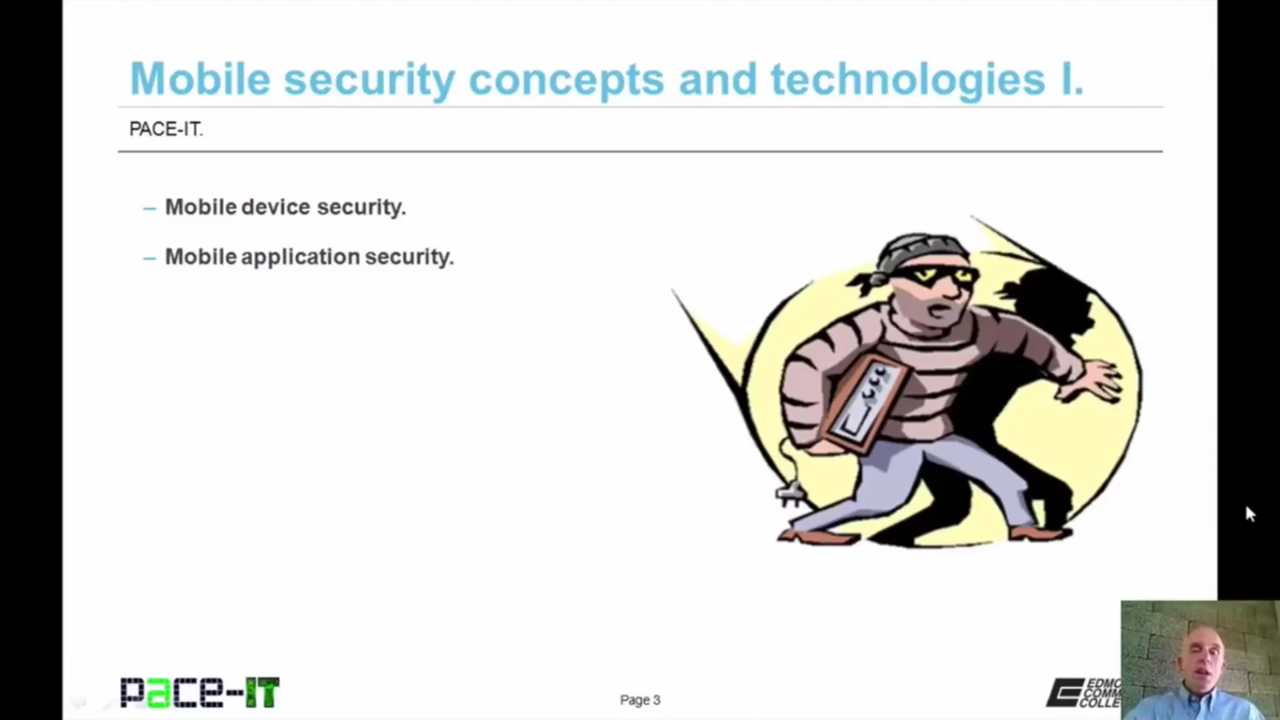 Mobile security concepts and technologies I.
PACE-IT.
– Mobile device security.
– Mobile application security.
pace-IT
Page 3